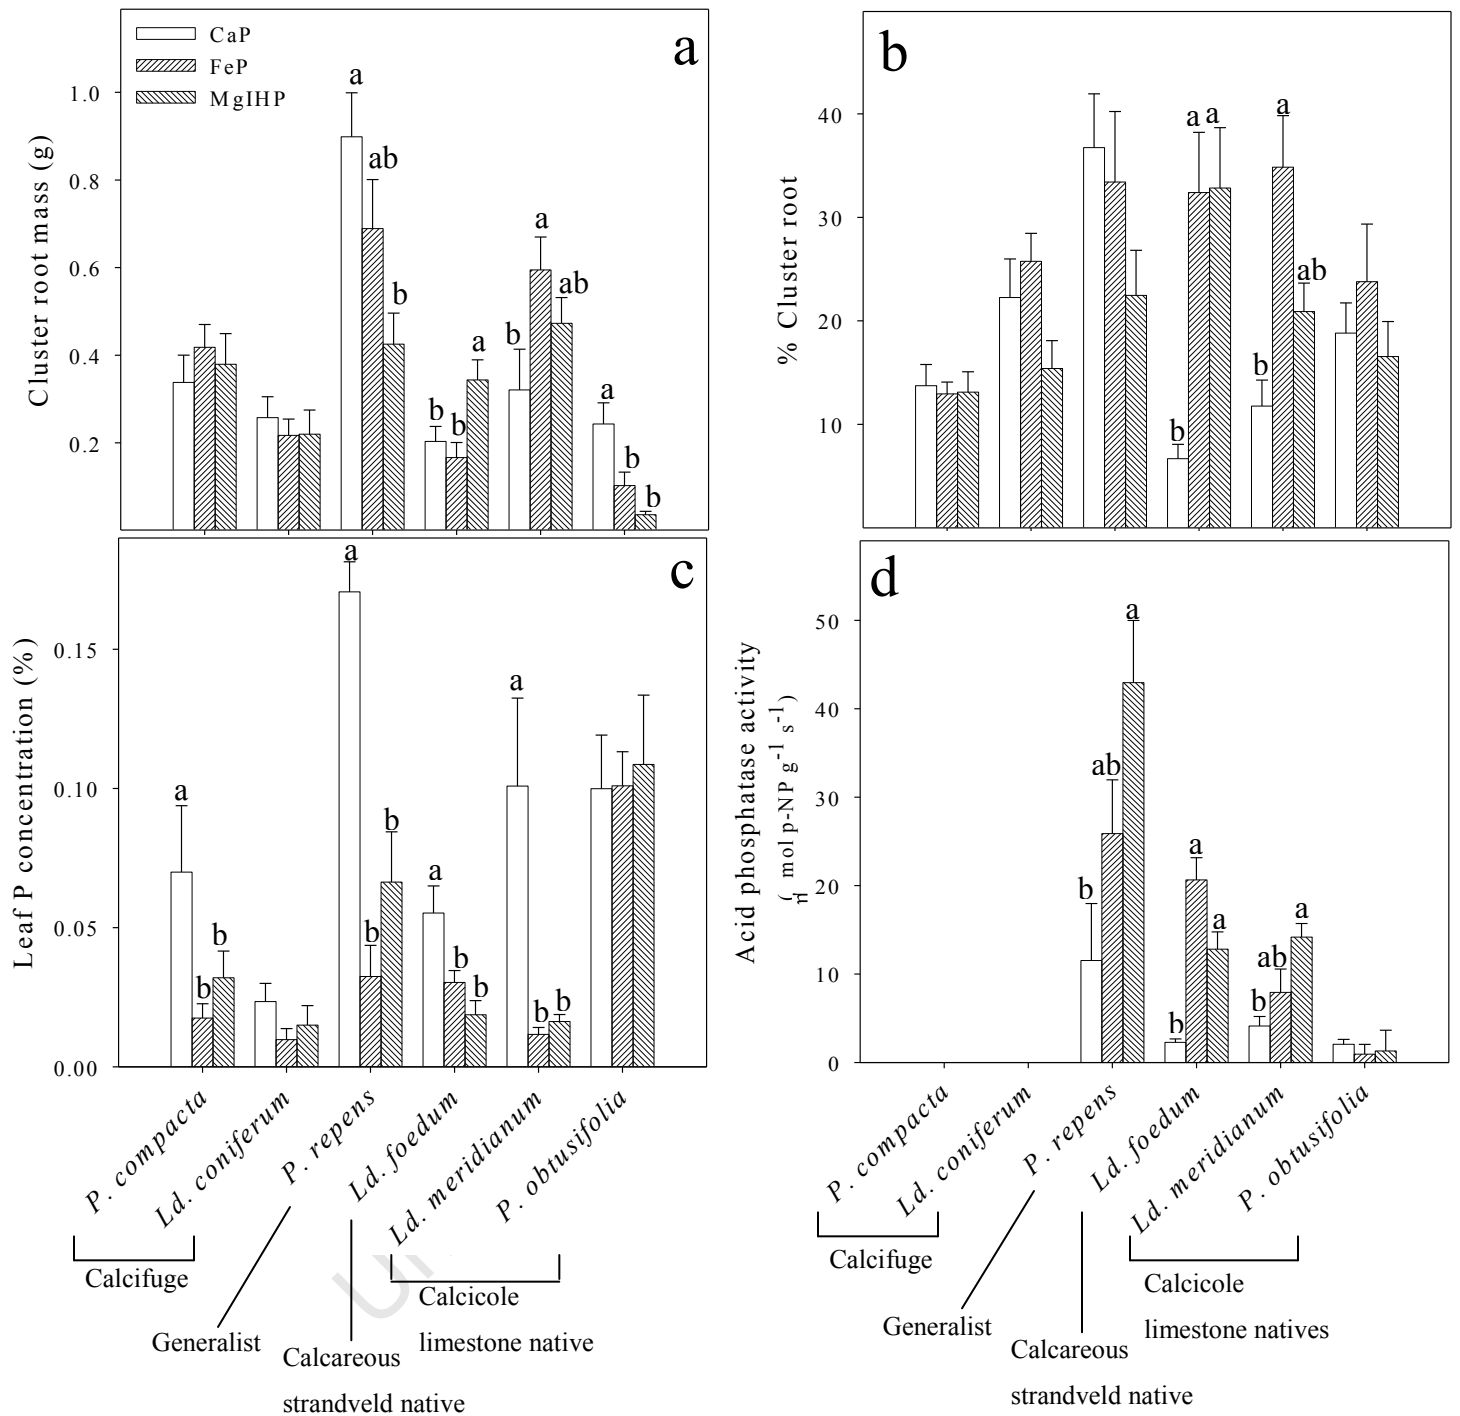 a
CaP
FeP
MgIHP
Cluster root mass (g)
1.0
0.8
0.6
0.4
0.2
a
ab
b
b
b
a
b
a
ab
a
b
b
b
% Cluster root
40
30
20
10
b
a
a
b
a
ab
c
Leaf P concentration (%)
0.15
0.10
0.05
0.00
a
b
b
a
b
b
a
b
b
a
b
b
P. compacta
Ld. coniferum
P. repens
Ld. foedum
Ld. meridianum
P. obtusifolia
Calcifuge
Generalist
Calcareous
strandveld native
Calcicole
limestone native
d
Acid phosphatase activity
(η mol p-NP g⁻¹ s⁻¹)
50
40
30
20
10
0
b
ab
a
b
a
a
b
ab
a
P. compacta
Ld. coniferum
P. repens
Ld. foedum
Ld. meridianum
P. obtusifolia
Calcifuge
Generalist
Calcareous
strandveld native
Calcicole
limestone natives